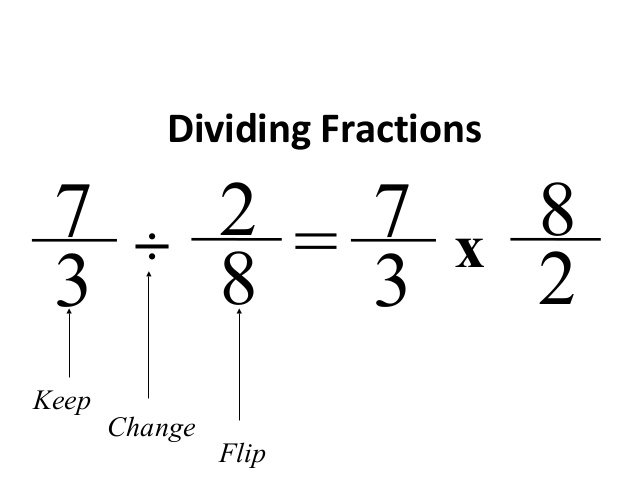 Dividing Fractions
7 2 7 8
÷ = x
3 8 3 2
Keep
Change
Flip